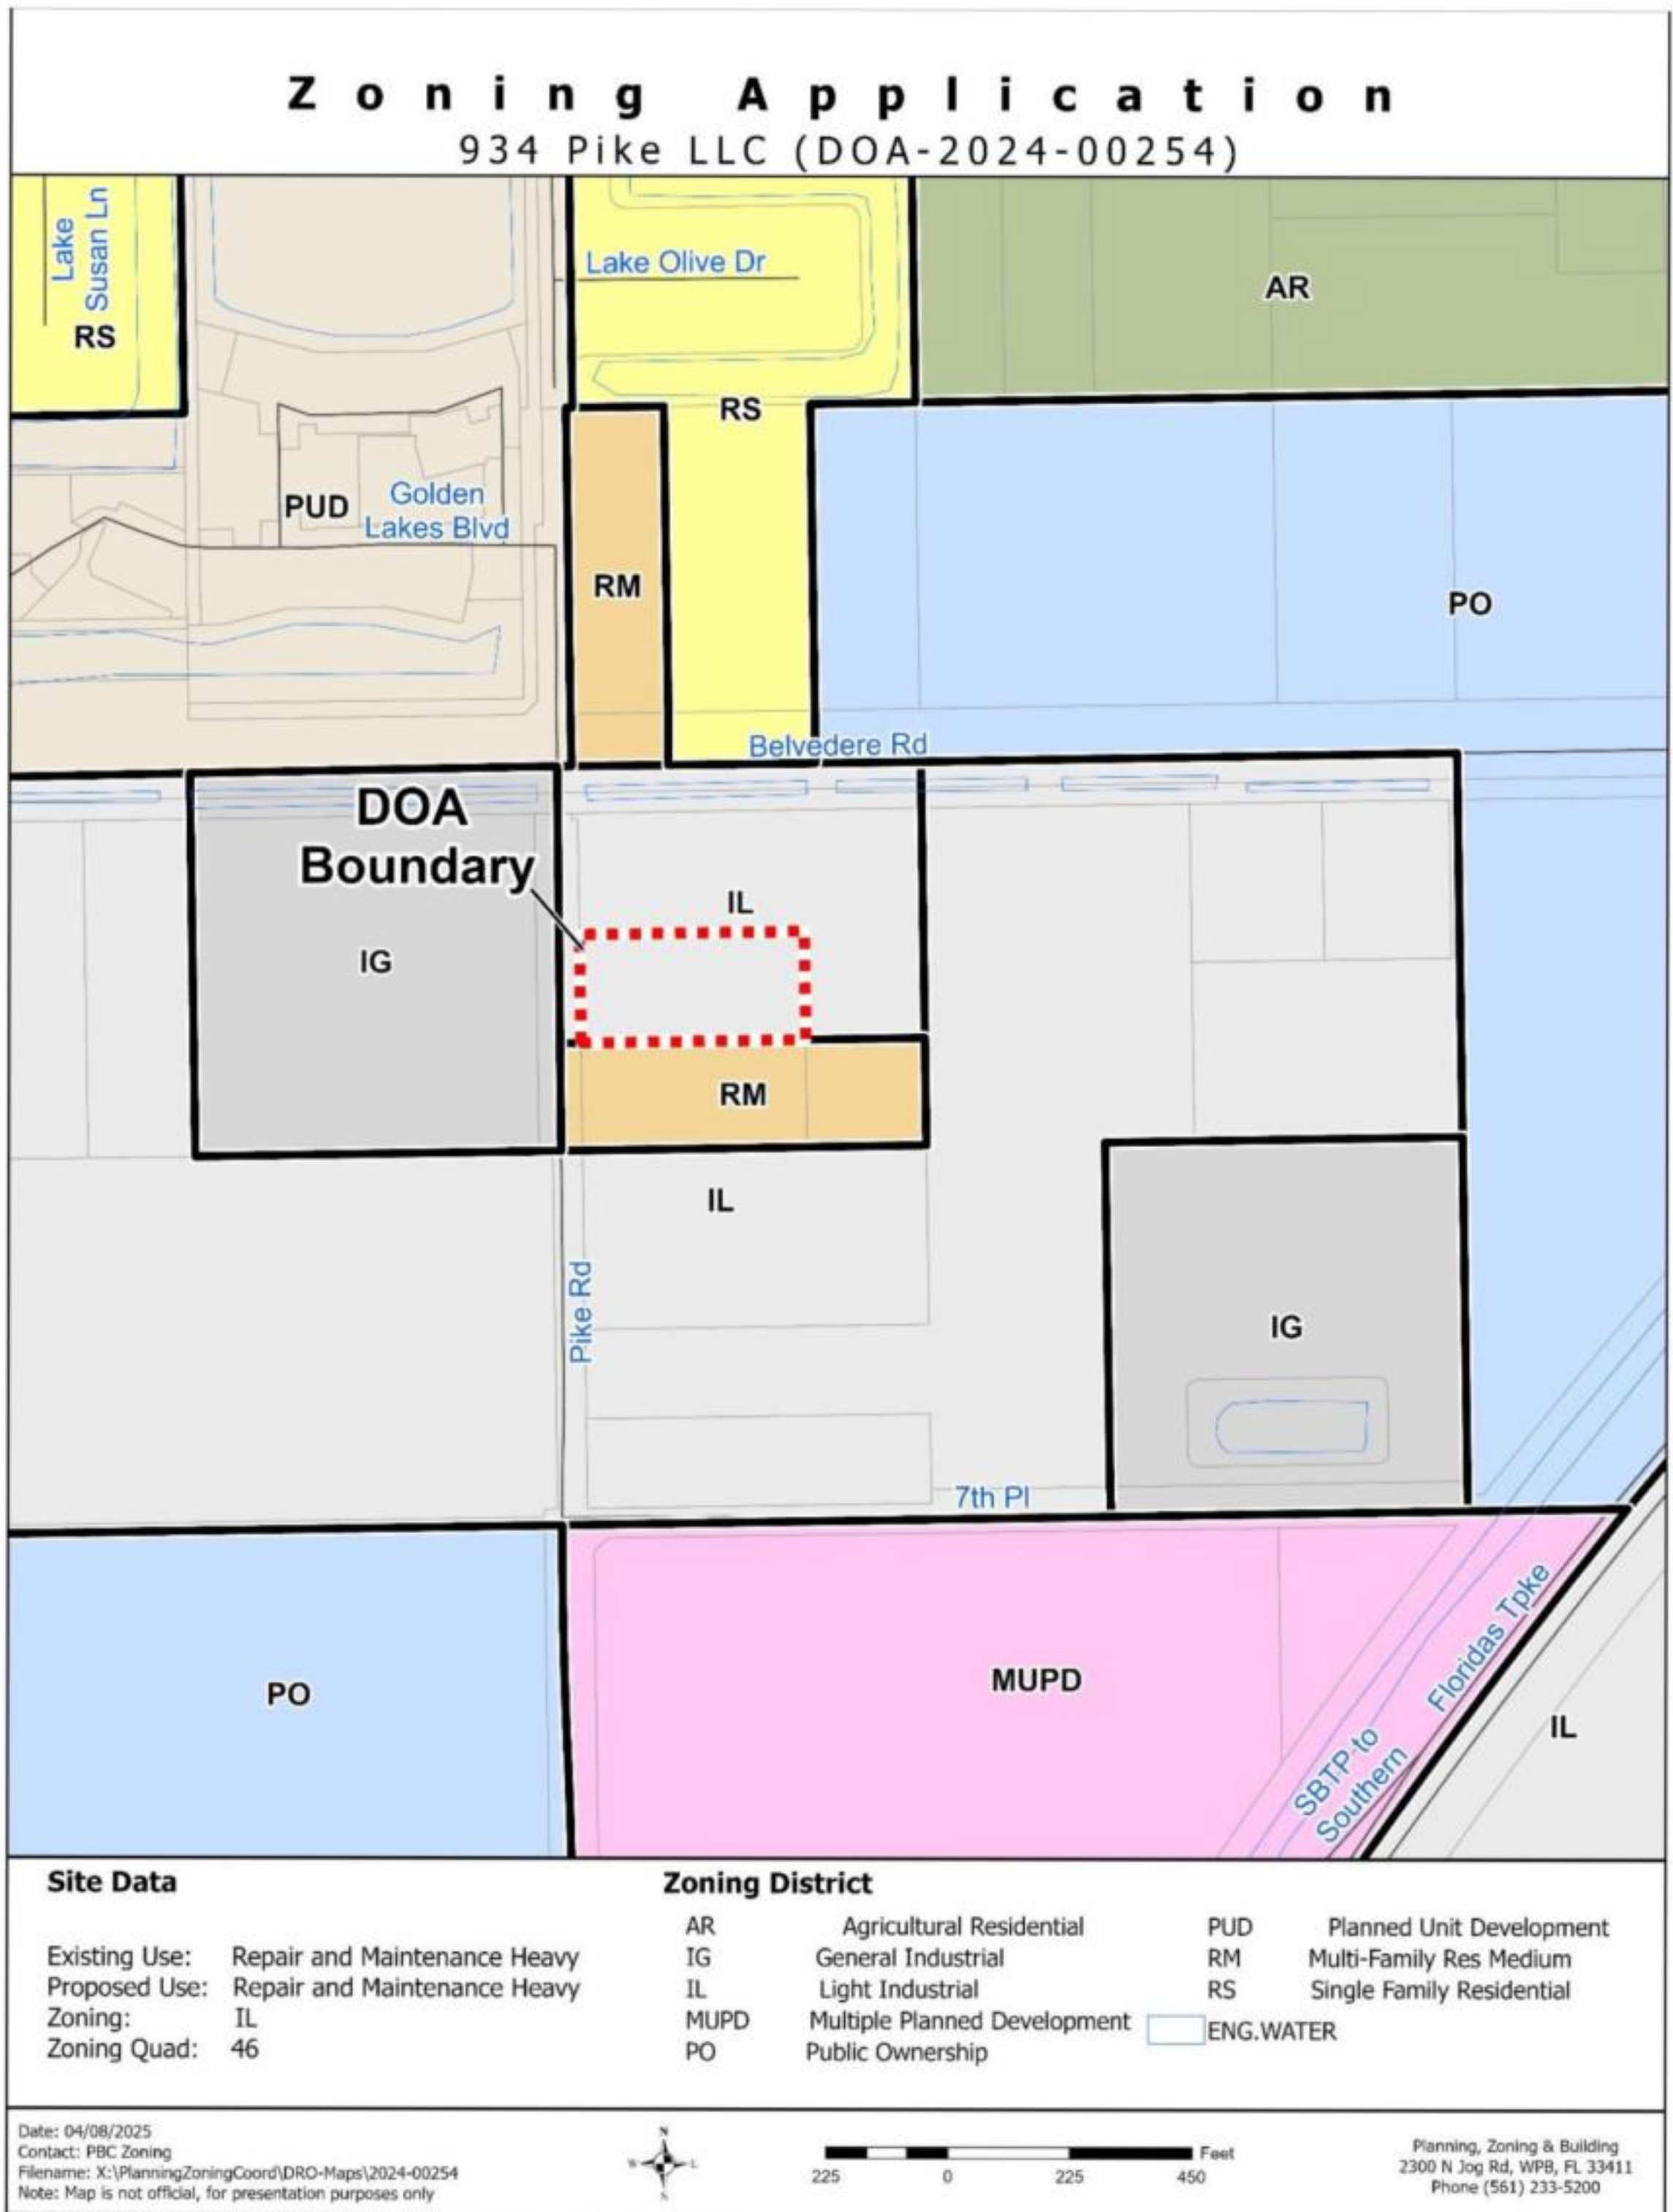 Zoning Application
934 Pike LLC (DOA-2024-00254)
Lake
Susan Ln
RS
Lake Olive Dr
AR
RS
PUD
Golden
Lakes Blvd
RM
PO
Belvedere Rd
DOA
Boundary
IL
IG
RM
IL
Pike Rd
IG
7th Pl
MUPD
PO
Floridas Tpke
SBTP to
Southern
IL
Site Data
Existing Use: Repair and Maintenance Heavy
Proposed Use: Repair and Maintenance Heavy
Zoning: IL
Zoning Quad: 46
Zoning District
AR Agricultural Residential
IG General Industrial
IL Light Industrial
MUPD Multiple Planned Development
PO Public Ownership
PUD Planned Unit Development
RM Multi-Family Res Medium
RS Single Family Residential
ENG.WATER
Date: 04/08/2025
Contact: PBC Zoning
Filename: X:\PlanningZoningCoord\DRO-Maps\2024-00254
Note: Map is not official, for presentation purposes only
N
225 0 225 450 Feet
Planning, Zoning & Building
2300 N Jog Rd, WPB, FL 33411
Phone (561) 233-5200